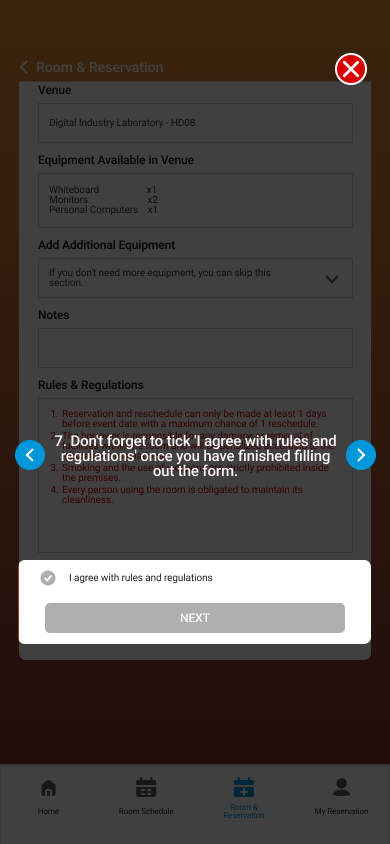 Room & Reservation
Venue
Digital Industry Laboratory - HD08
Equipment Available in Venue
Whiteboard x1
Monitors x2
Personal Computers x1
Add Additional Equipment
If you don't need more equipment, you can skip this
section.
Notes
Rules & Regulations
1. Reservation and reschedule can only be made at least 1 days
before event date with a maximum chance of 1 reschedule.
7. Don't forget to tick 'I agree with rules and
regulations' once you have finished filling
out the form.
3. Smoking and the use of strictly prohibited inside
the premises.
4. Every person using the room is obligated to maintain its
cleanliness.
I agree with rules and regulations
NEXT
Home
Room Schedule
Room &
Reservation
My Reservation